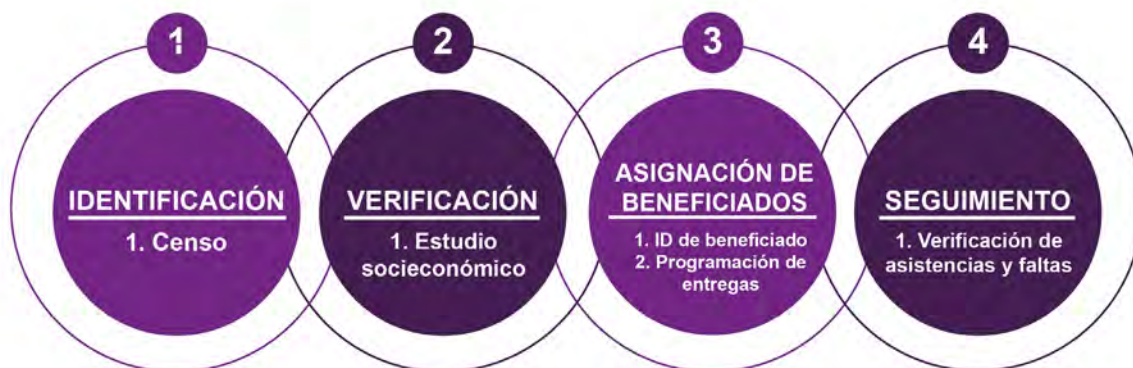 1
IDENTIFICACIÓN
1. Censo
2
VERIFICACIÓN
1. Estudio
socieconómico
3
ASIGNACIÓN DE
BENEFICIADOS
1. ID de beneficiado
2. Programación de
entregas
4
SEGUIMIENTO
1. Verificación de
asistencias y faltas